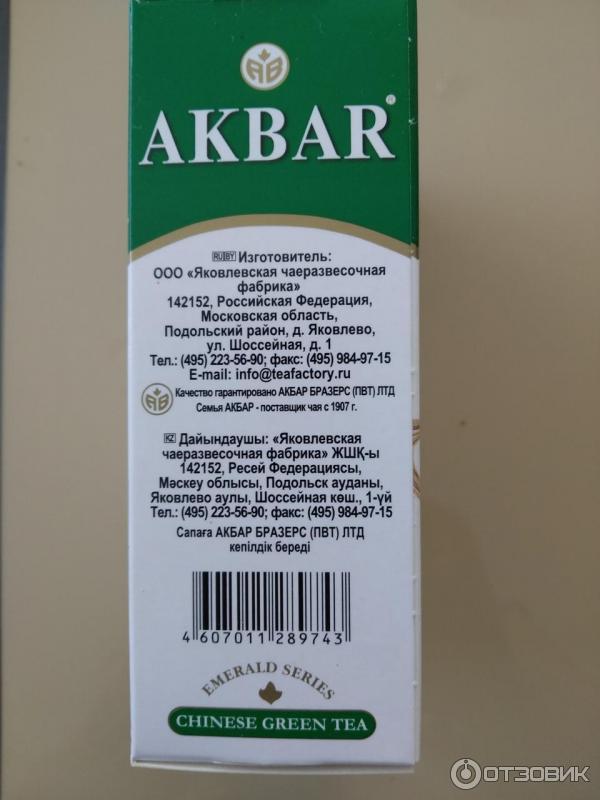 AB
AKBAR®
RU BY Изготовитель:
ООО «Яковлевская чаеразвесочная
фабрика»
142152, Российская Федерация,
Московская область,
Подольский район, д. Яковлево,
ул. Шоссейная, д. 1
Тел.: (495) 223-56-90; факс: (495) 984-97-15
E-mail: info@teafactory.ru
AB Качество гарантировано АКБАР БРАЗЕРС (ПВТ) ЛТД
Семья АКБАР - поставщик чая с 1907 г.
KZ Дайындаушы: «Яковлевская
чаеразвесочная фабрика» ЖШҚ-ы
142152, Ресей Федерациясы,
Мәскеу облысы, Подольск ауданы,
Яковлево аулы, Шоссейная көш., 1-үй
Тел.: (495) 223-56-90; факс: (495) 984-97-15
Сапаға АКБАР БРАЗЕРС (ПВТ) ЛТД
кепілдік береді
4 607011 289743
EMERALD SERIES
CHINESE GREEN TEA
ОТЗОВИК